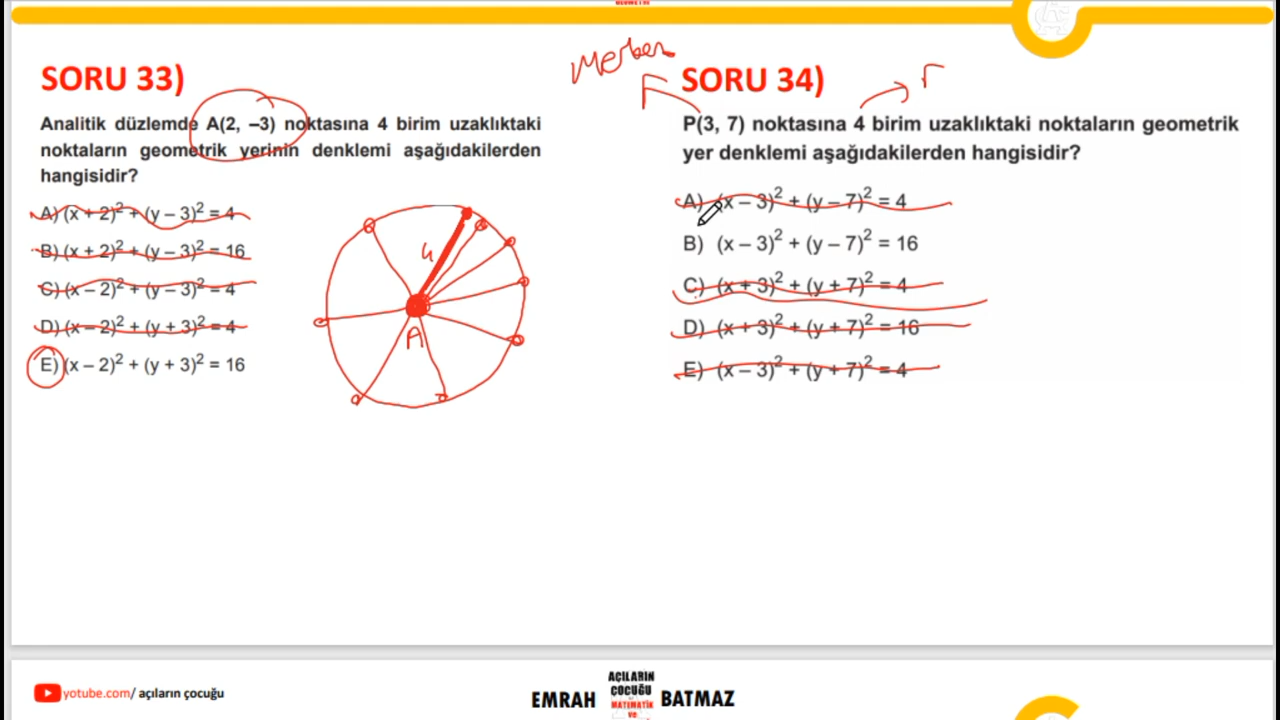 GEOMETRİ
Merkez
SORU 33)
Analitik düzlemde A(2, –3) noktasına 4 birim uzaklıktaki
noktaların geometrik yerinin denklemi aşağıdakilerden
hangisidir?
A) (x + 2)² + (y – 3)² = 4
B) (x + 2)² + (y – 3)² = 16
C) (x – 2)² + (y – 3)² = 4
D) (x – 2)² + (y + 3)² = 4
E) (x – 2)² + (y + 3)² = 16
4
A
SORU 34)
r
P(3, 7) noktasına 4 birim uzaklıktaki noktaların geometrik
yer denklemi aşağıdakilerden hangisidir?
A) (x – 3)² + (y – 7)² = 4
B) (x – 3)² + (y – 7)² = 16
C) (x + 3)² + (y + 7)² = 4
D) (x + 3)² + (y + 7)² = 16
E) (x – 3)² + (y + 7)² = 4
yotube.com/ açıların çocuğu
EMRAH
AÇILARIN
ÇOCUĞU
MATEMATİK
ve
BATMAZ